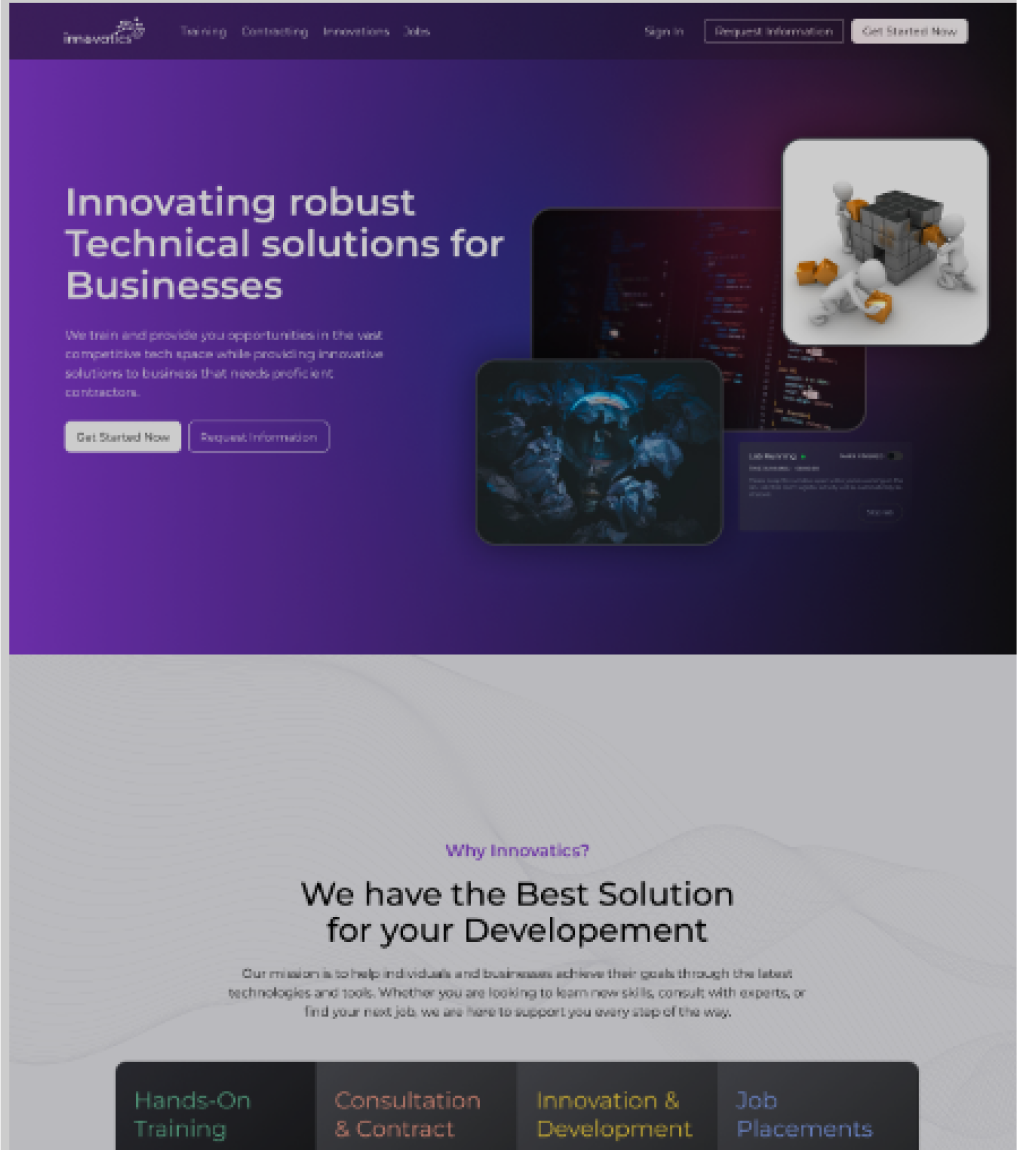 innovatics
Training Contracting Innovations Jobs
Sign In Request Information Get Started Now
Innovating robust
Technical solutions for
Businesses
We train and provide you opportunities in the vast
competitive tech space while providing innovative
solutions to business that needs proficient
contractors.
Get Started Now Request Information
Job Running
Stop Job
Why Innovatics?
We have the Best Solution
for your Developement
Our mission is to help individuals and businesses achieve their goals through the latest
technologies and tools. Whether you are looking to learn new skills, consult with experts, or
find your next job, we are here to support you every step of the way.
Hands-On Consultation Innovation & Job
Training & Contract Development Placements